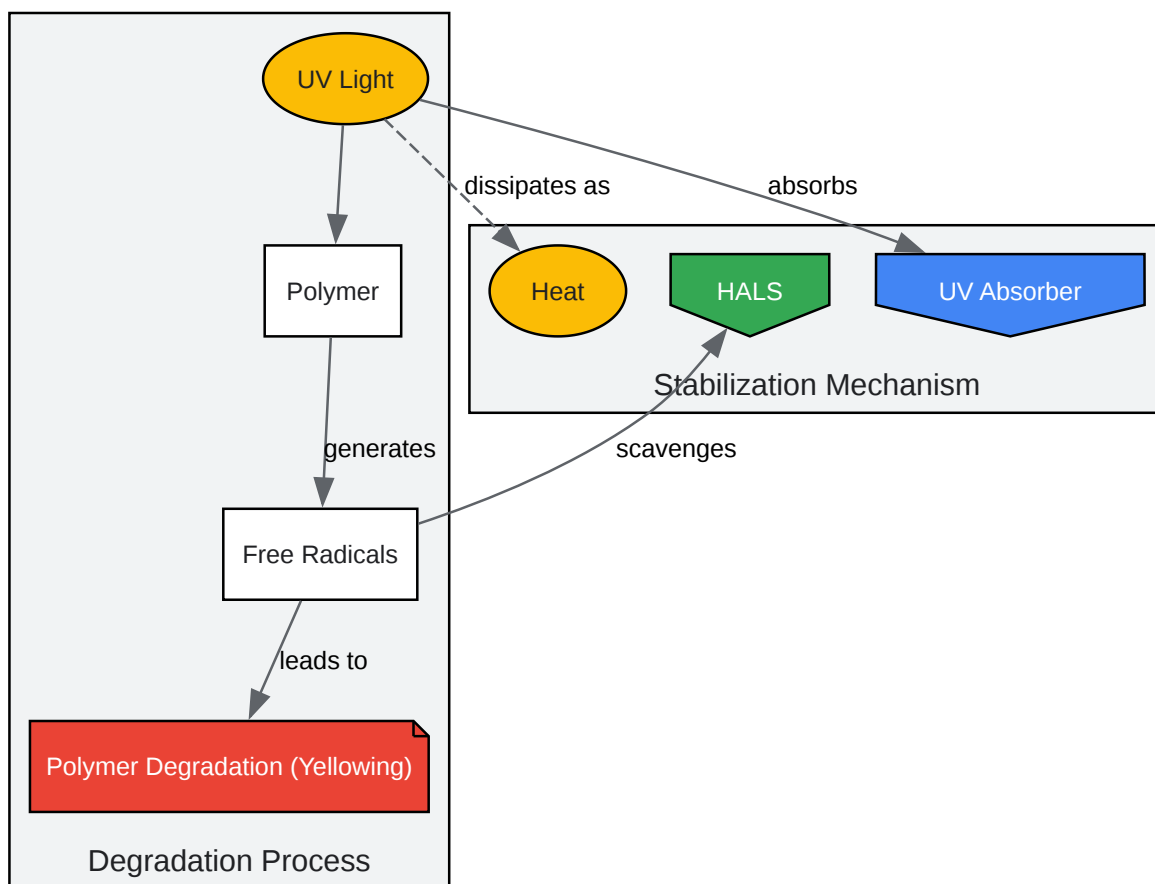 UV Light
dissipates as
absorbs
Polymer
Heat
HALS
UV Absorber
Stabilization Mechanism
generates
scavenges
Free Radicals
leads to
Polymer Degradation (Yellowing)
Degradation Process